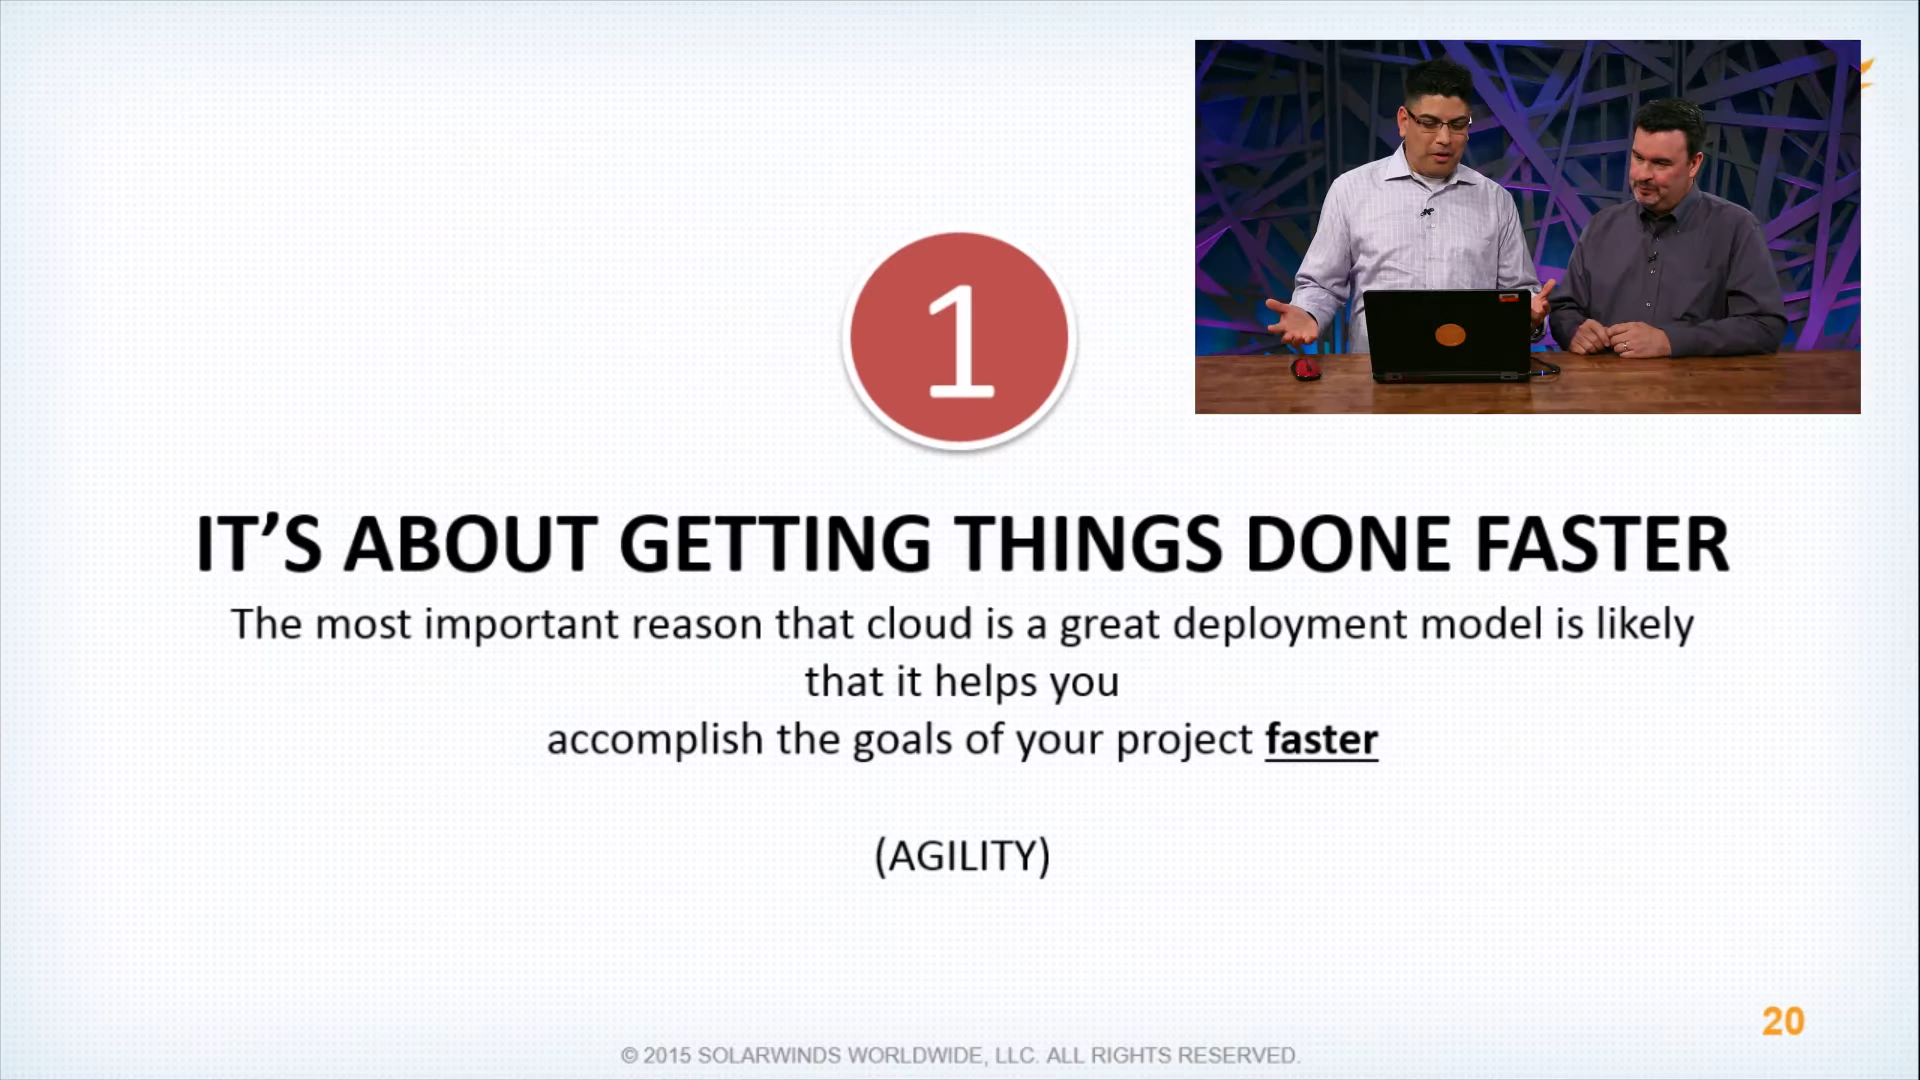 1
IT’S ABOUT GETTING THINGS DONE FASTER
The most important reason that cloud is a great deployment model is likely
that it helps you
accomplish the goals of your project faster
(AGILITY)
20
© 2015 SOLARWINDS WORLDWIDE, LLC. ALL RIGHTS RESERVED.